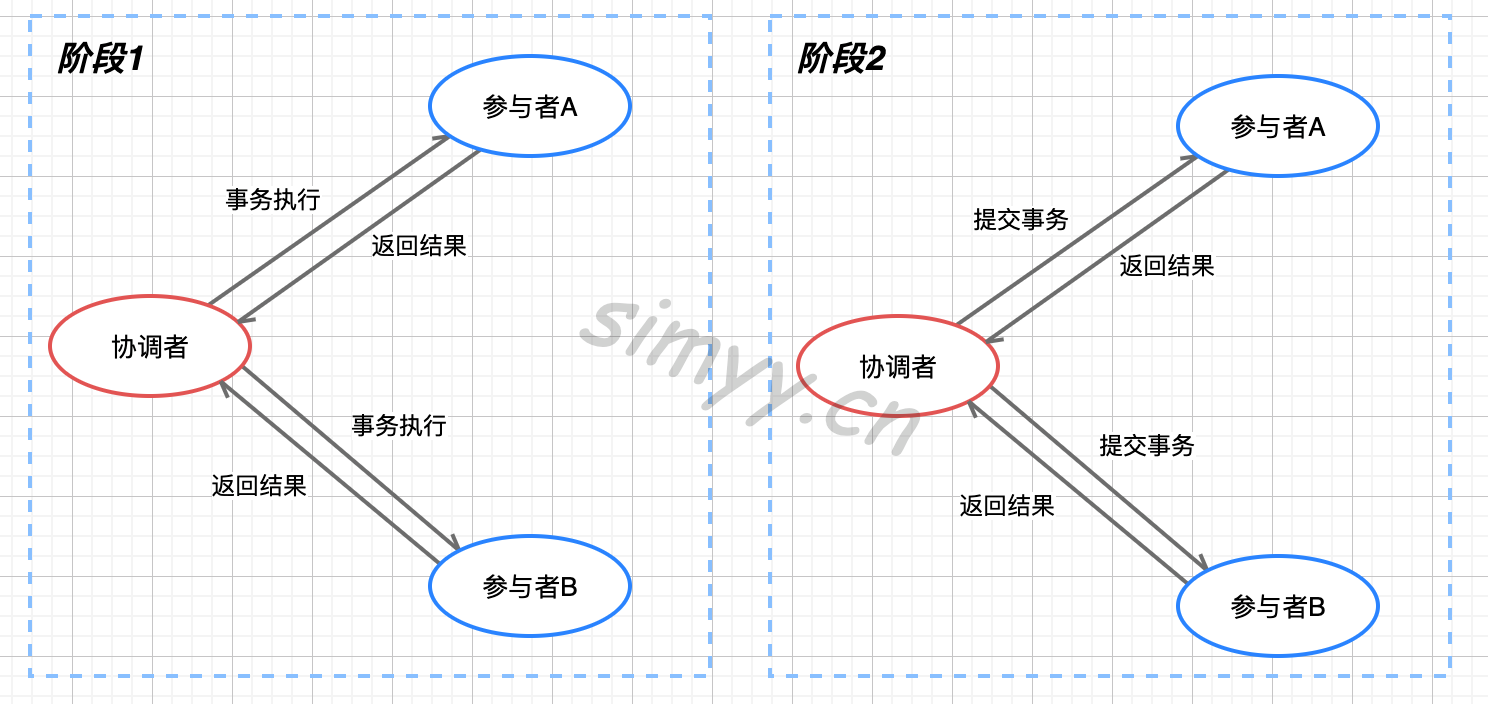 阶段1
参与者A
事务执行
返回结果
协调者
事务执行
返回结果
参与者B
阶段2
参与者A
提交事务
返回结果
协调者
提交事务
返回结果
参与者B
simyy.cn